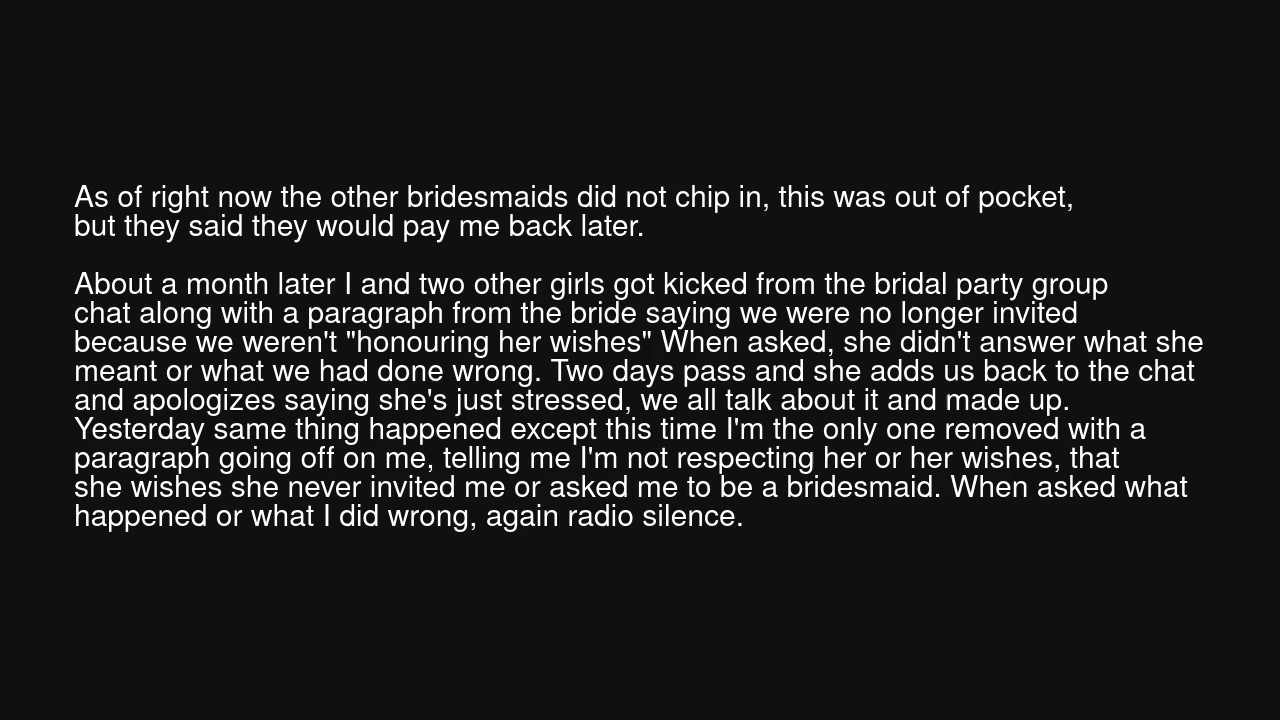 As of right now the other bridesmaids did not chip in, this was out of pocket,
but they said they would pay me back later.
About a month later I and two other girls got kicked from the bridal party group
chat along with a paragraph from the bride saying we were no longer invited
because we weren't "honouring her wishes" When asked, she didn't answer what she
meant or what we had done wrong. Two days pass and she adds us back to the chat
and apologizes saying she's just stressed, we all talk about it and made up.
Yesterday same thing happened except this time I'm the only one removed with a
paragraph going off on me, telling me I'm not respecting her or her wishes, that
she wishes she never invited me or asked me to be a bridesmaid. When asked what
happened or what I did wrong, again radio silence.